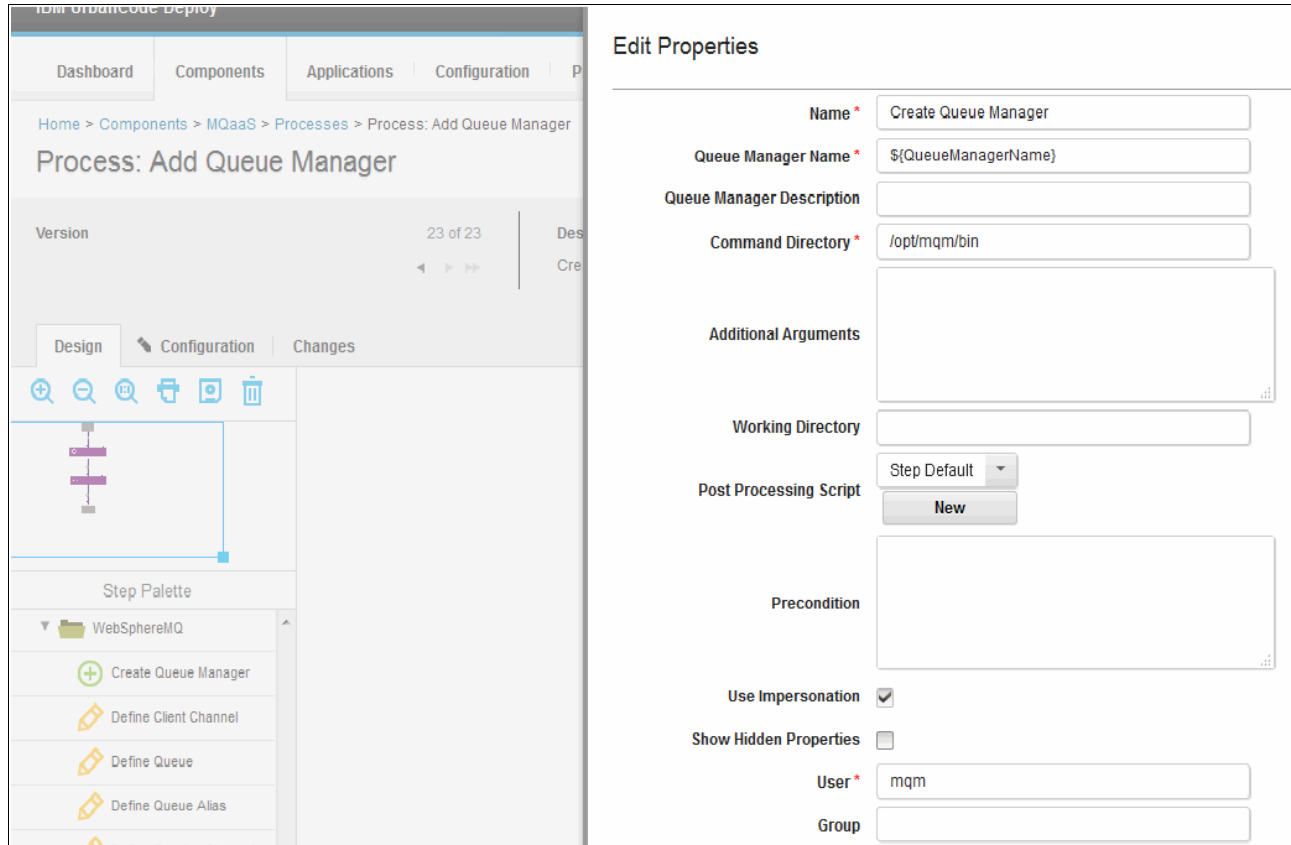 IBM UrbanCode Deploy
Dashboard Components Applications Configuration P
Home > Components > MQaaS > Processes > Process: Add Queue Manager
Process: Add Queue Manager
Version 23 of 23 Des
Cre
Design Configuration Changes
Step Palette
WebSphereMQ
Create Queue Manager
Define Client Channel
Define Queue
Define Queue Alias
Edit Properties
Name * Create Queue Manager
Queue Manager Name * ${QueueManagerName}
Queue Manager Description
Command Directory * /opt/mqm/bin
Additional Arguments
Working Directory
Post Processing Script Step Default
New
Precondition
Use Impersonation
Show Hidden Properties
User * mqm
Group